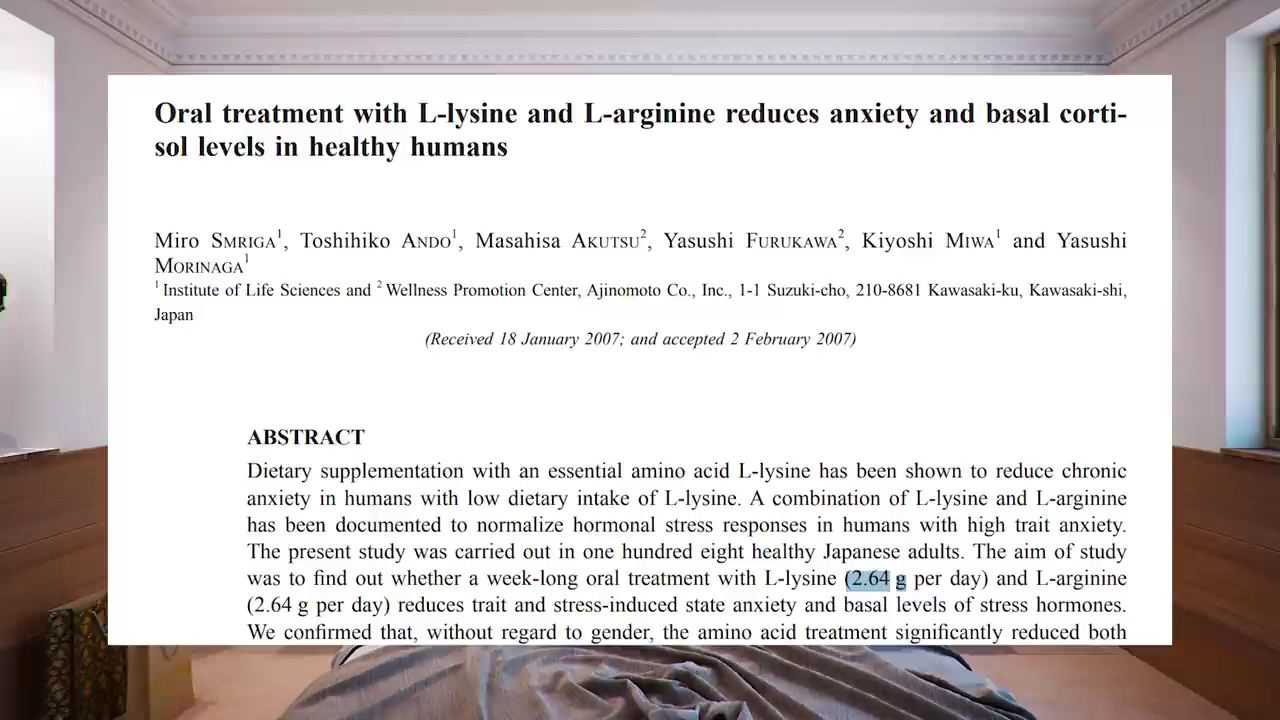 Oral treatment with L-lysine and L-arginine reduces anxiety and basal corti-
sol levels in healthy humans
Miro SMRIGA1, Toshihiko ANDO1, Masahisa AKUTSU2, Yasushi FURUKAWA2, Kiyoshi MIWA1 and Yasushi
MORINAGA1
1 Institute of Life Sciences and 2 Wellness Promotion Center, Ajinomoto Co., Inc., 1-1 Suzuki-cho, 210-8681 Kawasaki-ku, Kawasaki-shi,
Japan
(Received 18 January 2007; and accepted 2 February 2007)
ABSTRACT
Dietary supplementation with an essential amino acid L-lysine has been shown to reduce chronic
anxiety in humans with low dietary intake of L-lysine. A combination of L-lysine and L-arginine
has been documented to normalize hormonal stress responses in humans with high trait anxiety.
The present study was carried out in one hundred eight healthy Japanese adults. The aim of study
was to find out whether a week-long oral treatment with L-lysine (2.64 g per day) and L-arginine
(2.64 g per day) reduces trait and stress-induced state anxiety and basal levels of stress hormones.
We confirmed that, without regard to gender, the amino acid treatment significantly reduced both